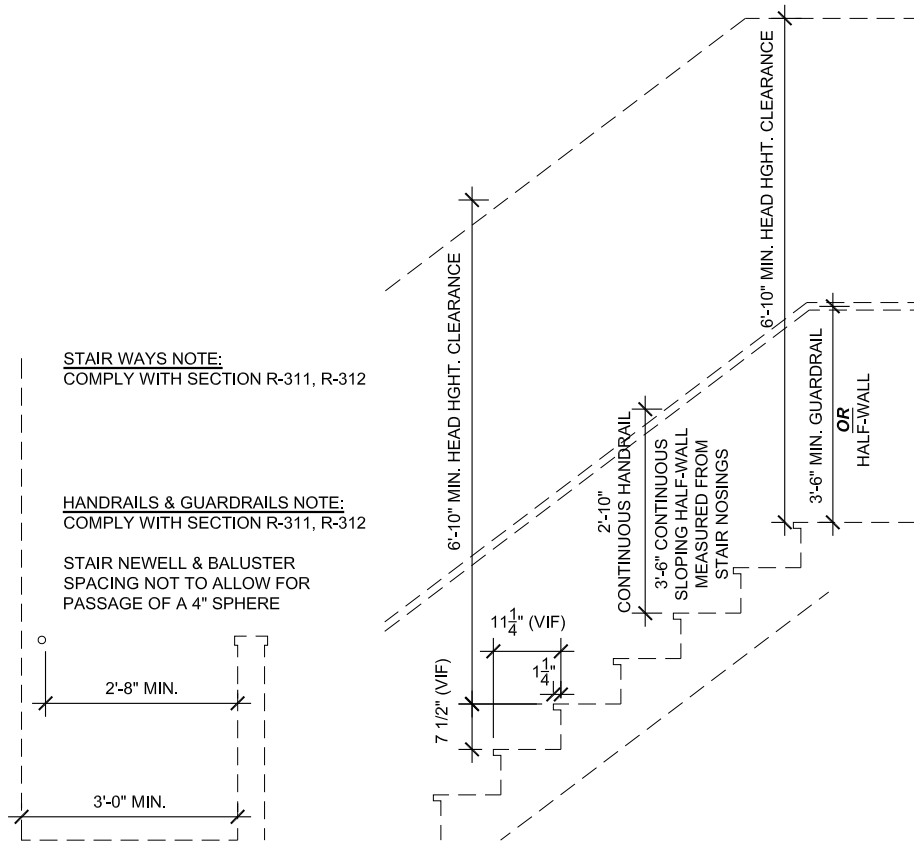 STAIR WAYS NOTE:
COMPLY WITH SECTION R-311, R-312
HANDRAILS & GUARDRAILS NOTE:
COMPLY WITH SECTION R-311, R-312
STAIR NEWELL & BALUSTER
SPACING NOT TO ALLOW FOR
PASSAGE OF A 4" SPHERE
2'-8" MIN.
3'-0" MIN.
6'-10" MIN. HEAD HGHT. CLEARANCE
7 1/2" (VIF)
11 1/4" (VIF)
1 1/4"
2'-10"
CONTINUOUS HANDRAIL
3'-6" CONTINUOUS
SLOPING HALF-WALL
MEASURED FROM
STAIR NOSINGS
6'-10" MIN. HEAD HGHT. CLEARANCE
3'-6" MIN. GUARDRAIL
OR
HALF-WALL